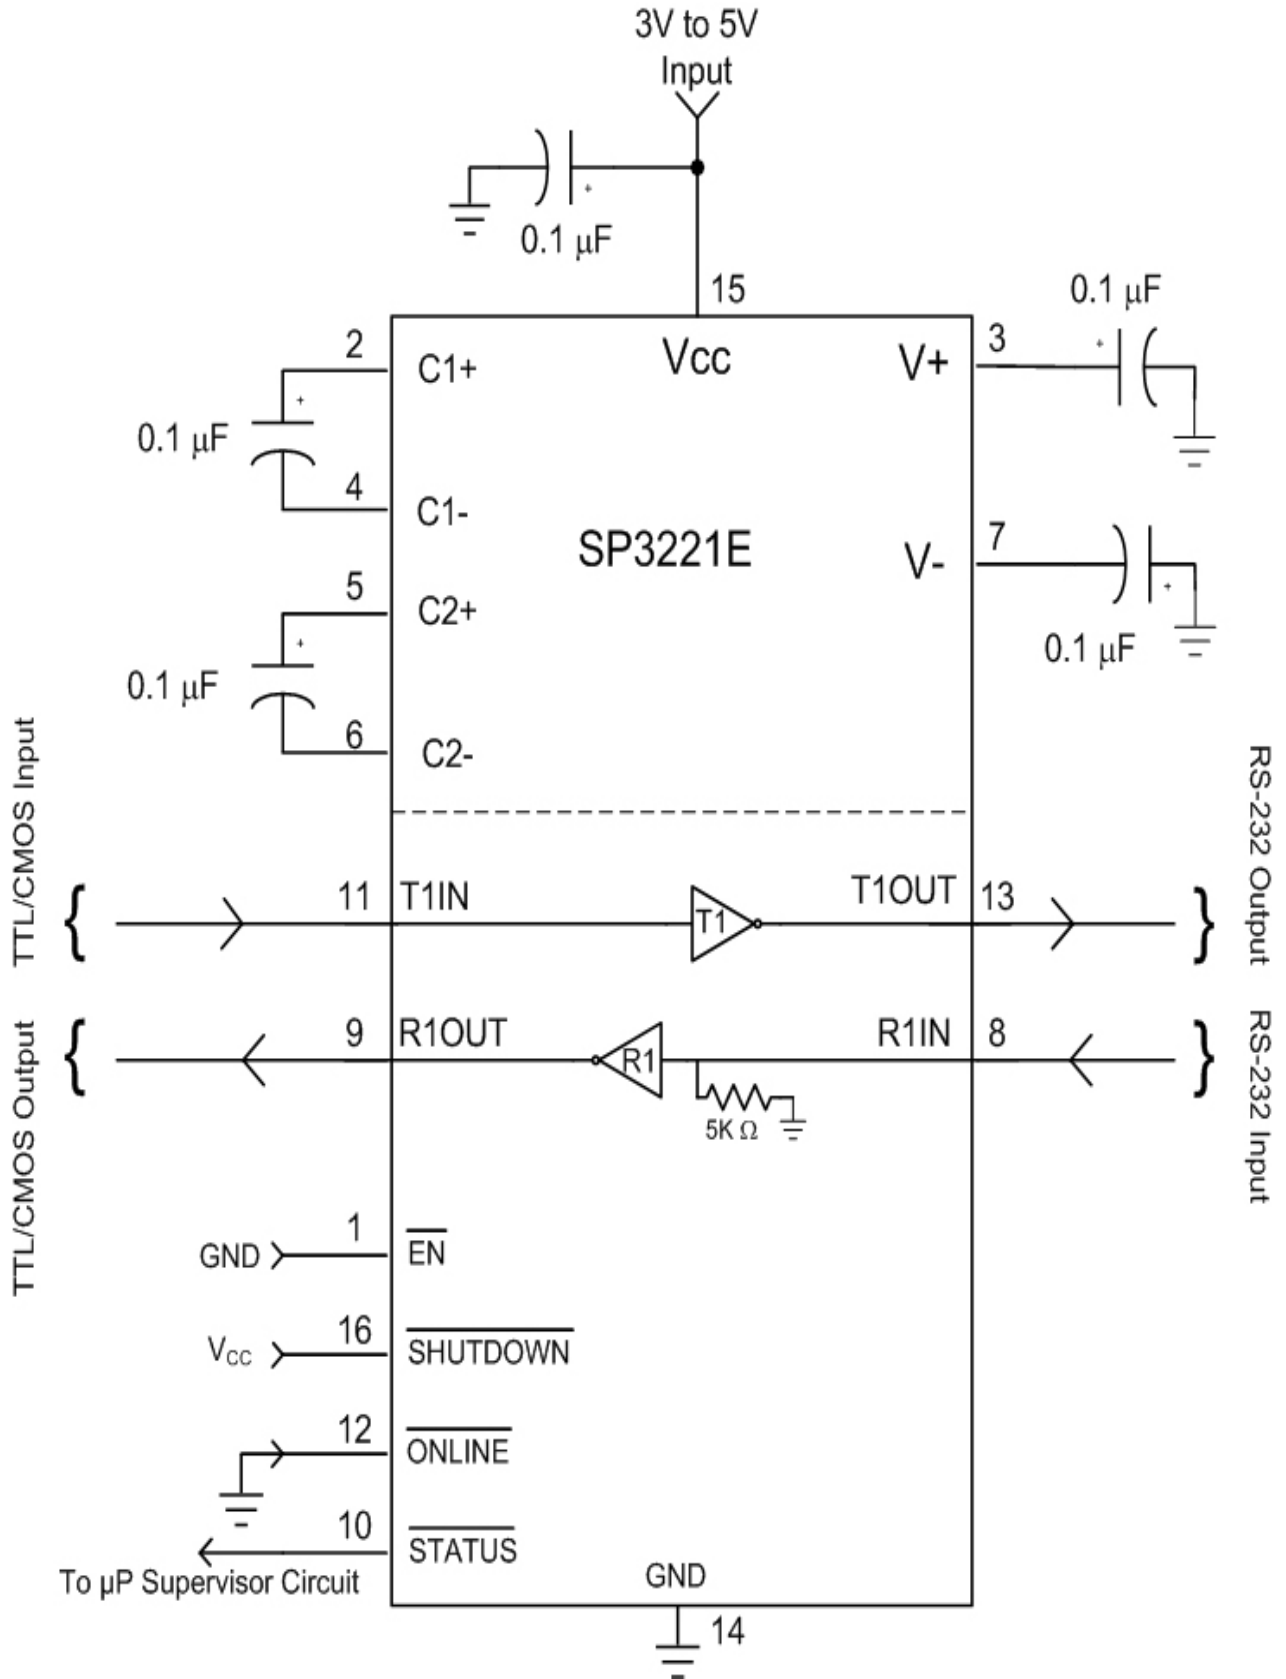 3V to 5V
Input
+
0.1 μF
15
0.1 μF
2
C1+
Vcc
V+
3
+
+
0.1 μF
4
C1-
SP3221E
V-
7
+
0.1 μF
5
C2+
+
0.1 μF
6
C2-
TTL/CMOS Input
RS-232 Output
11
T1IN
T1
T1OUT
13
TTL/CMOS Output
RS-232 Input
9
R1OUT
R1
R1IN
8
5K Ω
1
GND
EN
16
VCC
SHUTDOWN
12
ONLINE
10
STATUS
To μP Supervisor Circuit
GND
14